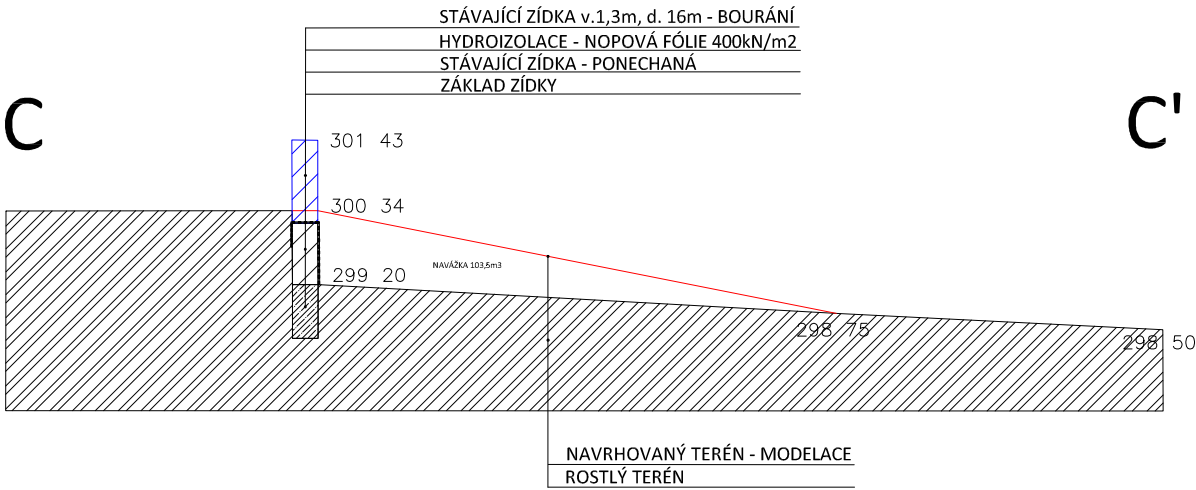 STÁVAJÍCÍ ZÍDKA v.1,3m, d. 16m - BOURÁNÍ
HYDROIZOLACE - NOPOVÁ FÓLIE 400kN/m2
STÁVAJÍCÍ ZÍDKA - PONECHANÁ
ZÁKLAD ZÍDKY
C
C'
301 43
300 34
299 20
NAVÁŽKA 103,5m3
298 75
298 50
NAVRHOVANÝ TERÉN - MODELACE
ROSTLÝ TERÉN